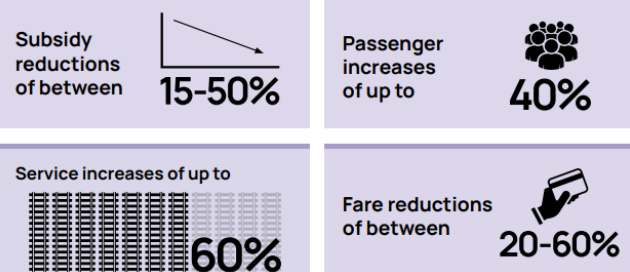 Subsidy
reductions
of between
15-50%
Passenger
increases
of up to
40%
Service increases of up to
60%
Fare reductions
of between
20-60%